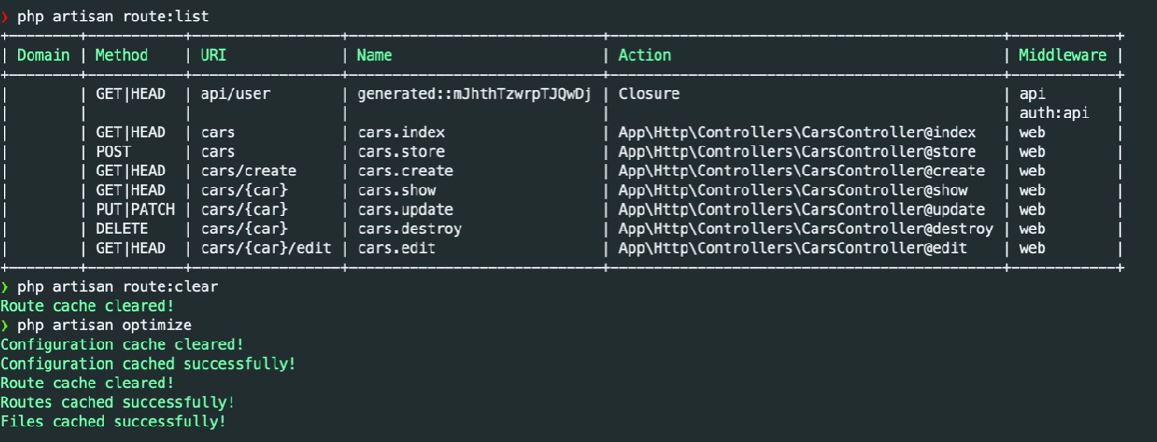 ❯ php artisan route:list
+--------+-----------+-----------------+-----------------------------+---------------------------------------------+------------+
| Domain | Method | URI | Name | Action | Middleware |
+--------+-----------+-----------------+-----------------------------+---------------------------------------------+------------+
| | GET|HEAD | api/user | generated::mJhthTzwrpTJQwDj | Closure | api |
| | | | | | auth:api |
| | GET|HEAD | cars | cars.index | App\Http\Controllers\CarsController@index | web |
| | POST | cars | cars.store | App\Http\Controllers\CarsController@store | web |
| | GET|HEAD | cars/create | cars.create | App\Http\Controllers\CarsController@create | web |
| | GET|HEAD | cars/{car} | cars.show | App\Http\Controllers\CarsController@show | web |
| | PUT|PATCH | cars/{car} | cars.update | App\Http\Controllers\CarsController@update | web |
| | DELETE | cars/{car} | cars.destroy | App\Http\Controllers\CarsController@destroy | web |
| | GET|HEAD | cars/{car}/edit | cars.edit | App\Http\Controllers\CarsController@edit | web |
+--------+-----------+-----------------+-----------------------------+---------------------------------------------+------------+
❯ php artisan route:clear
Route cache cleared!
❯ php artisan optimize
Configuration cache cleared!
Configuration cached successfully!
Route cache cleared!
Routes cached successfully!
Files cached successfully!